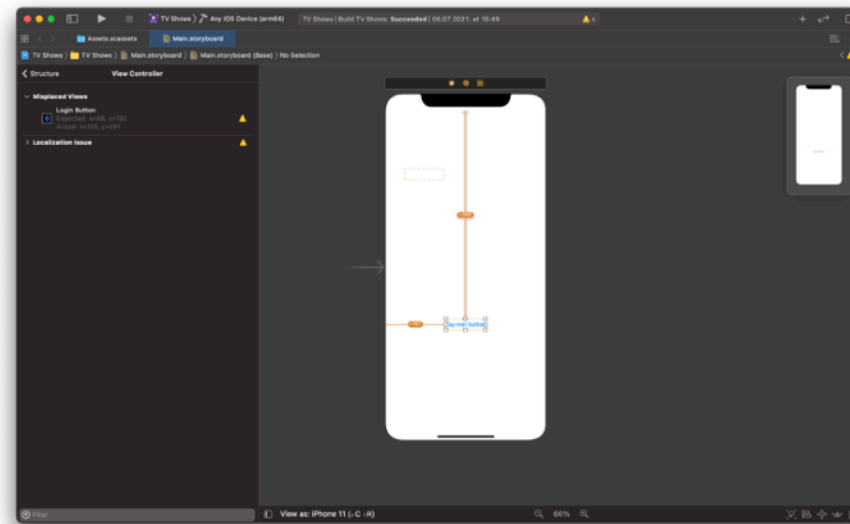 TV Shows ⟩ Any iOS Device (arm64)
TV Shows | Build TV Shows: Succeeded | 06.07.2021. at 16:49
4
Assets.xcassets
Main.storyboard
TV Shows ⟩ TV Shows ⟩ Main.storyboard ⟩ Main.storyboard (Base) ⟩ No Selection
Structure
View Controller
Misplaced Views
Login Button
Localization Issue
Filter
View as: iPhone 11
66%